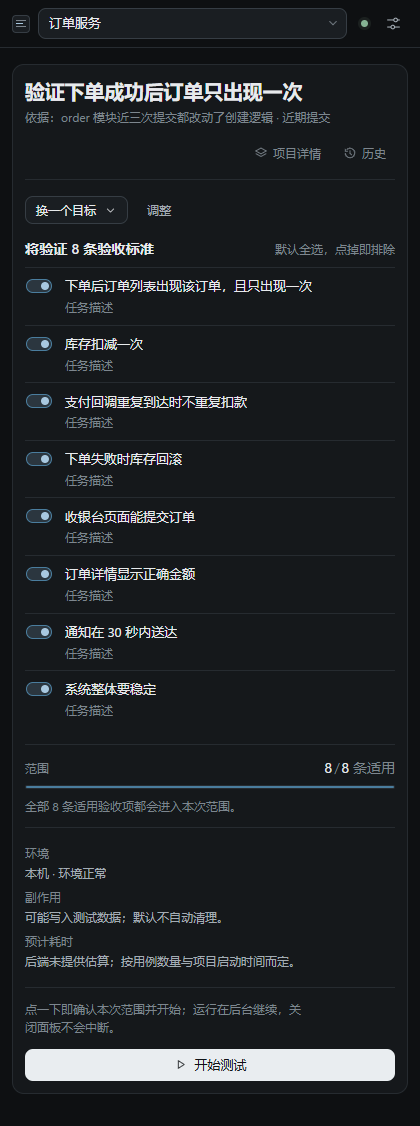 订单服务
验证下单成功后订单只出现一次
依据：order 模块近三次提交都改动了创建逻辑 · 近期提交
项目详情 历史
换一个目标 调整
将验证 8 条验收标准 默认全选，点掉即排除
下单后订单列表出现该订单，且只出现一次
任务描述
库存扣减一次
任务描述
支付回调重复到达时不重复扣款
任务描述
下单失败时库存回滚
任务描述
收银台页面能提交订单
任务描述
订单详情显示正确金额
任务描述
通知在 30 秒内送达
任务描述
系统整体要稳定
任务描述
范围 8 / 8 条适用
全部 8 条适用验收项都会进入本次范围。
环境
本机 · 环境正常
副作用
可能写入测试数据；默认不自动清理。
预计耗时
后端未提供估算；按用例数量与项目启动时间而定。
点一下即确认本次范围并开始；运行在后台继续，关
闭面板不会中断。
开始测试